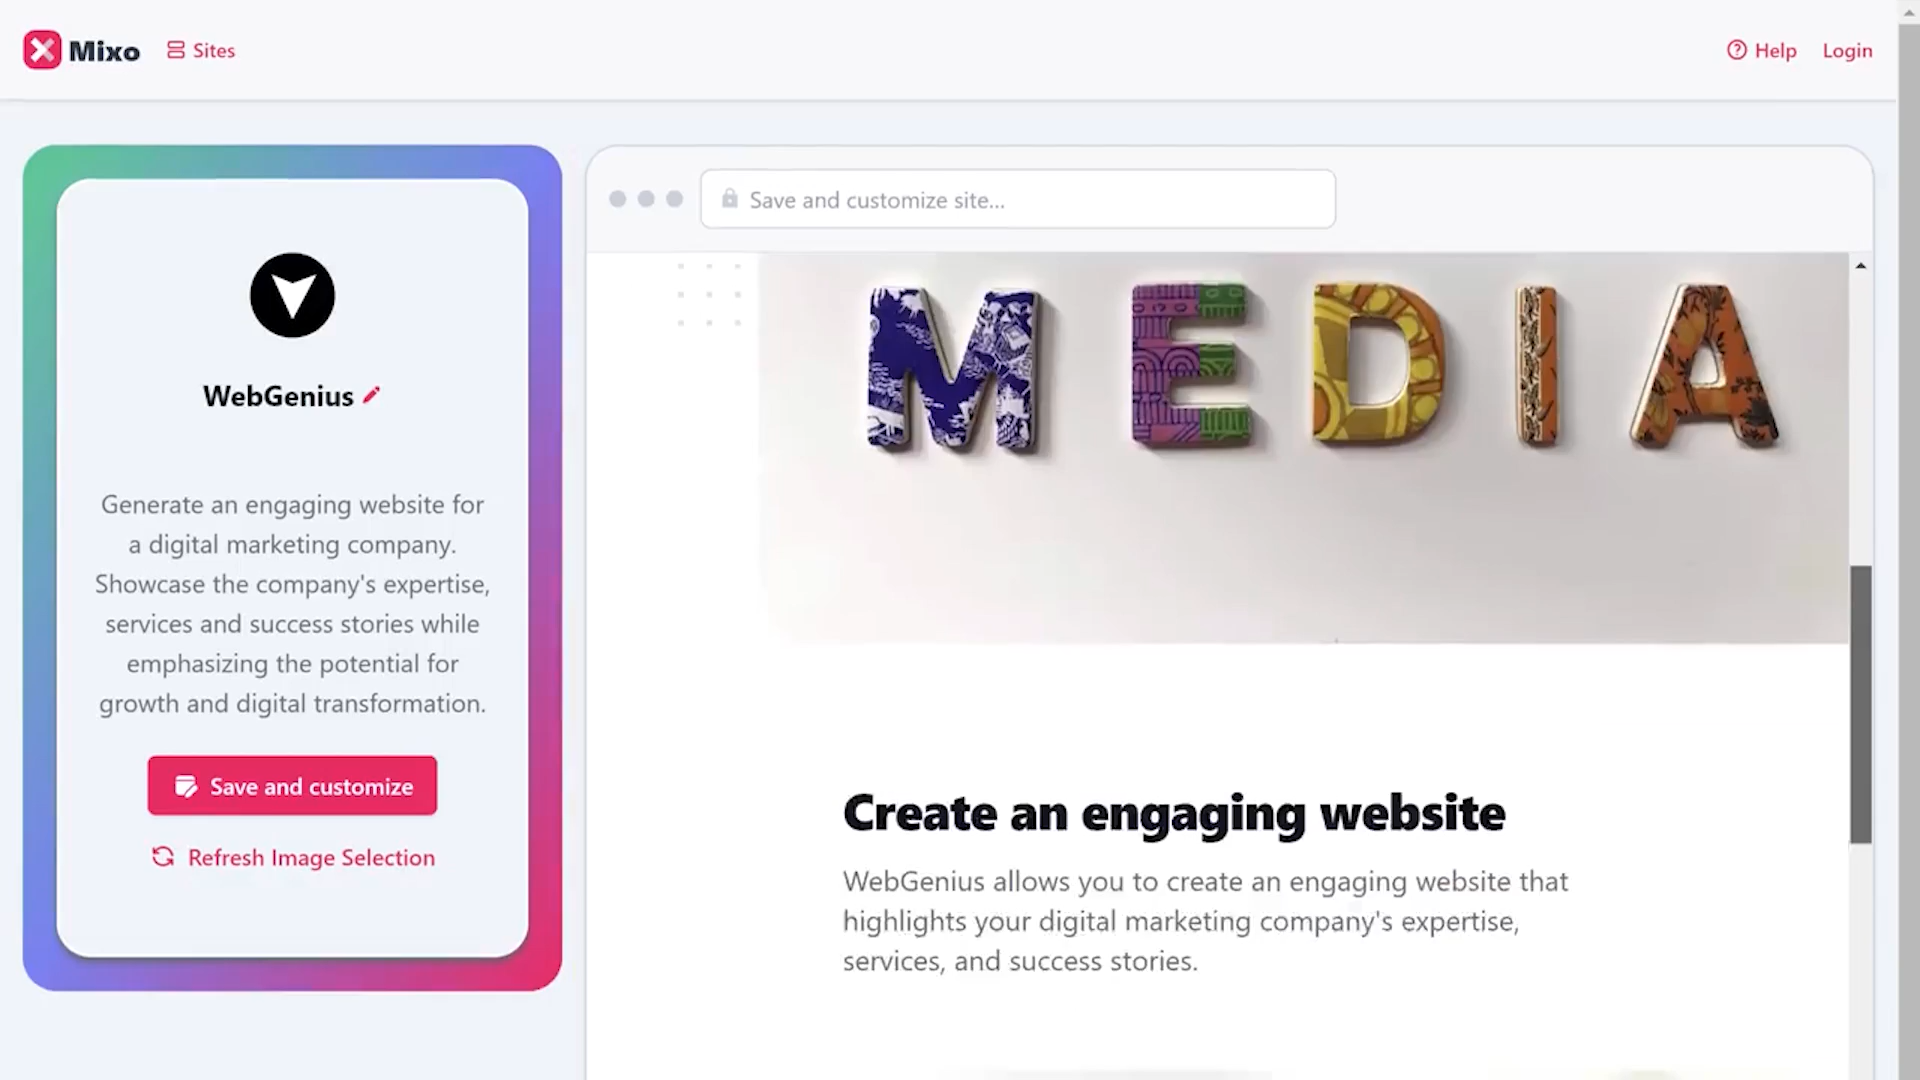 Mixo
Sites
Help
Login
WebGenius
Generate an engaging website for
a digital marketing company.
Showcase the company's expertise,
services and success stories while
emphasizing the potential for
growth and digital transformation.
Save and customize
Refresh Image Selection
Save and customize site...
MEDIA
Create an engaging website
WebGenius allows you to create an engaging website that
highlights your digital marketing company's expertise,
services, and success stories.